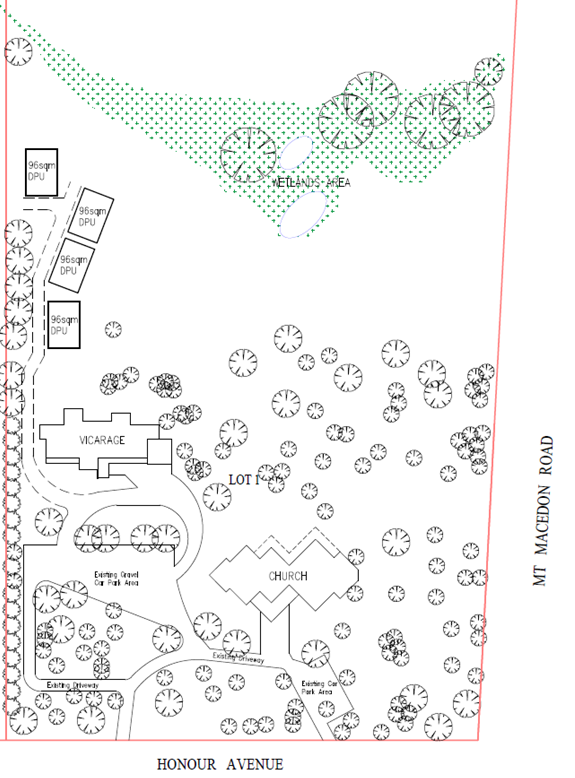 WETLANDS AREA
96sqm
DPU
96sqm
DPU
96sqm
DPU
96sqm
DPU
VICARAGE
LOT 1
MT MACEDON ROAD
Existing Gravel
Car Park Area
CHURCH
Existing Driveway
Existing Driveway
Existing Car
Park Area
HONOUR AVENUE